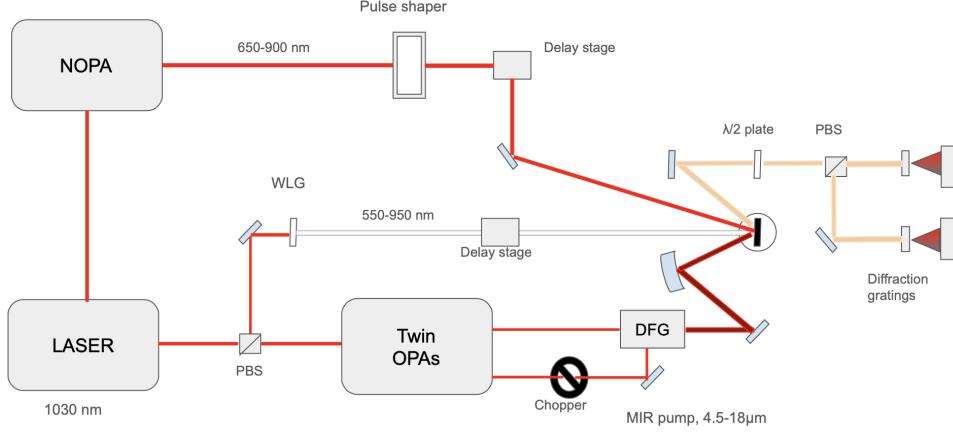 Pulse shaper
650-900 nm
Delay stage
NOPA
λ/2 plate
PBS
WLG
550-950 nm
Delay stage
Diffraction
gratings
LASER
PBS
Twin
OPAs
DFG
Chopper
1030 nm
MIR pump, 4.5-18μm